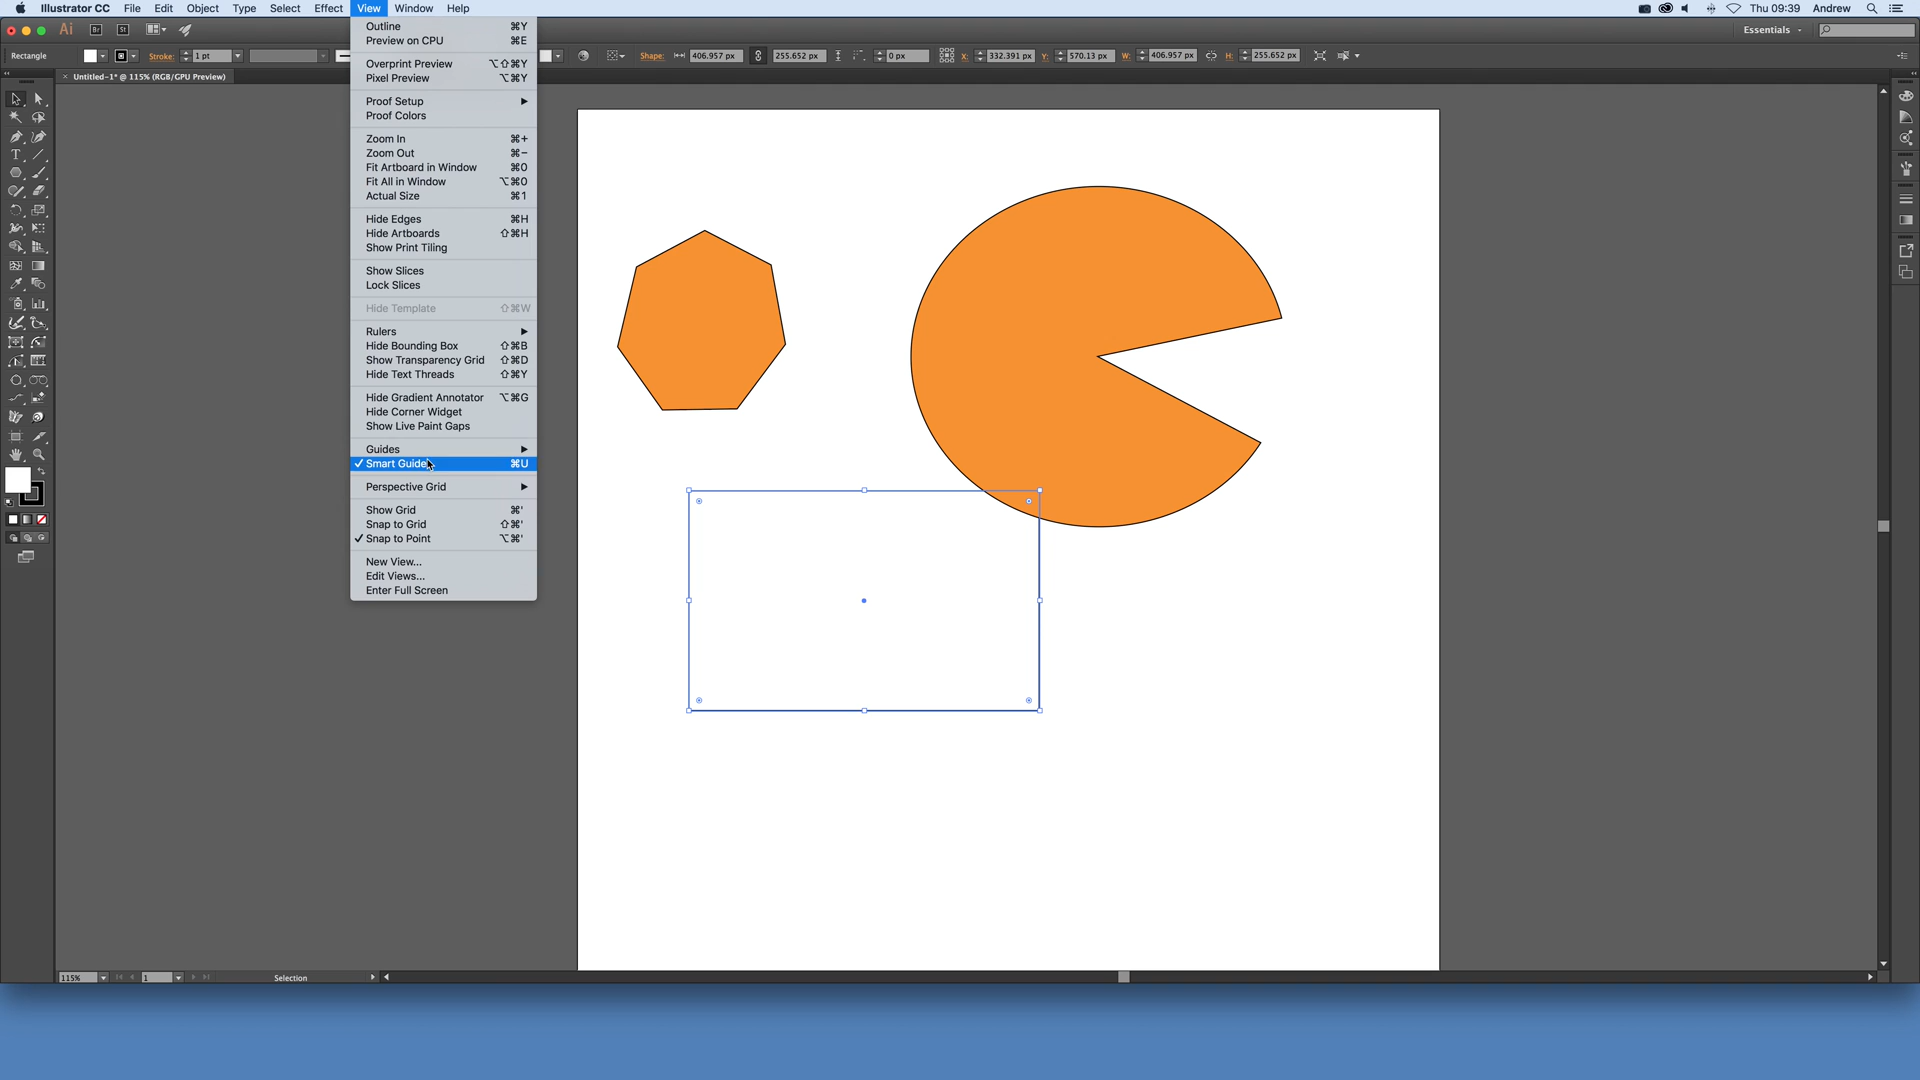 Illustrator CC File Edit Object Type Select Effect View Window Help Thu 09:39 Andrew
Ai Br St Essentials
Rectangle Stroke: 1 pt Shape: 406.957 px 255.652 px 0 px X: 332.391 px Y: 570.13 px W: 406.957 px H: 255.652 px
× Untitled-1* @ 115% (RGB/GPU Preview)
Outline ⌘Y
Preview on CPU ⌘E
Overprint Preview ⌥⇧⌘Y
Pixel Preview ⌥⌘Y
Proof Setup ▶
Proof Colors
Zoom In ⌘+
Zoom Out ⌘−
Fit Artboard in Window ⌘0
Fit All in Window ⌥⌘0
Actual Size ⌘1
Hide Edges ⌘H
Hide Artboards ⇧⌘H
Show Print Tiling
Show Slices
Lock Slices
Hide Template ⇧⌘W
Rulers ▶
Hide Bounding Box ⇧⌘B
Show Transparency Grid ⇧⌘D
Hide Text Threads ⇧⌘Y
Hide Gradient Annotator ⌥⌘G
Hide Corner Widget
Show Live Paint Gaps
Guides ▶
✓ Smart Guide ⌘U
Perspective Grid ▶
Show Grid ⌘'
Snap to Grid ⇧⌘'
✓ Snap to Point ⌥⌘'
New View...
Edit Views...
Enter Full Screen
115% 1 Selection